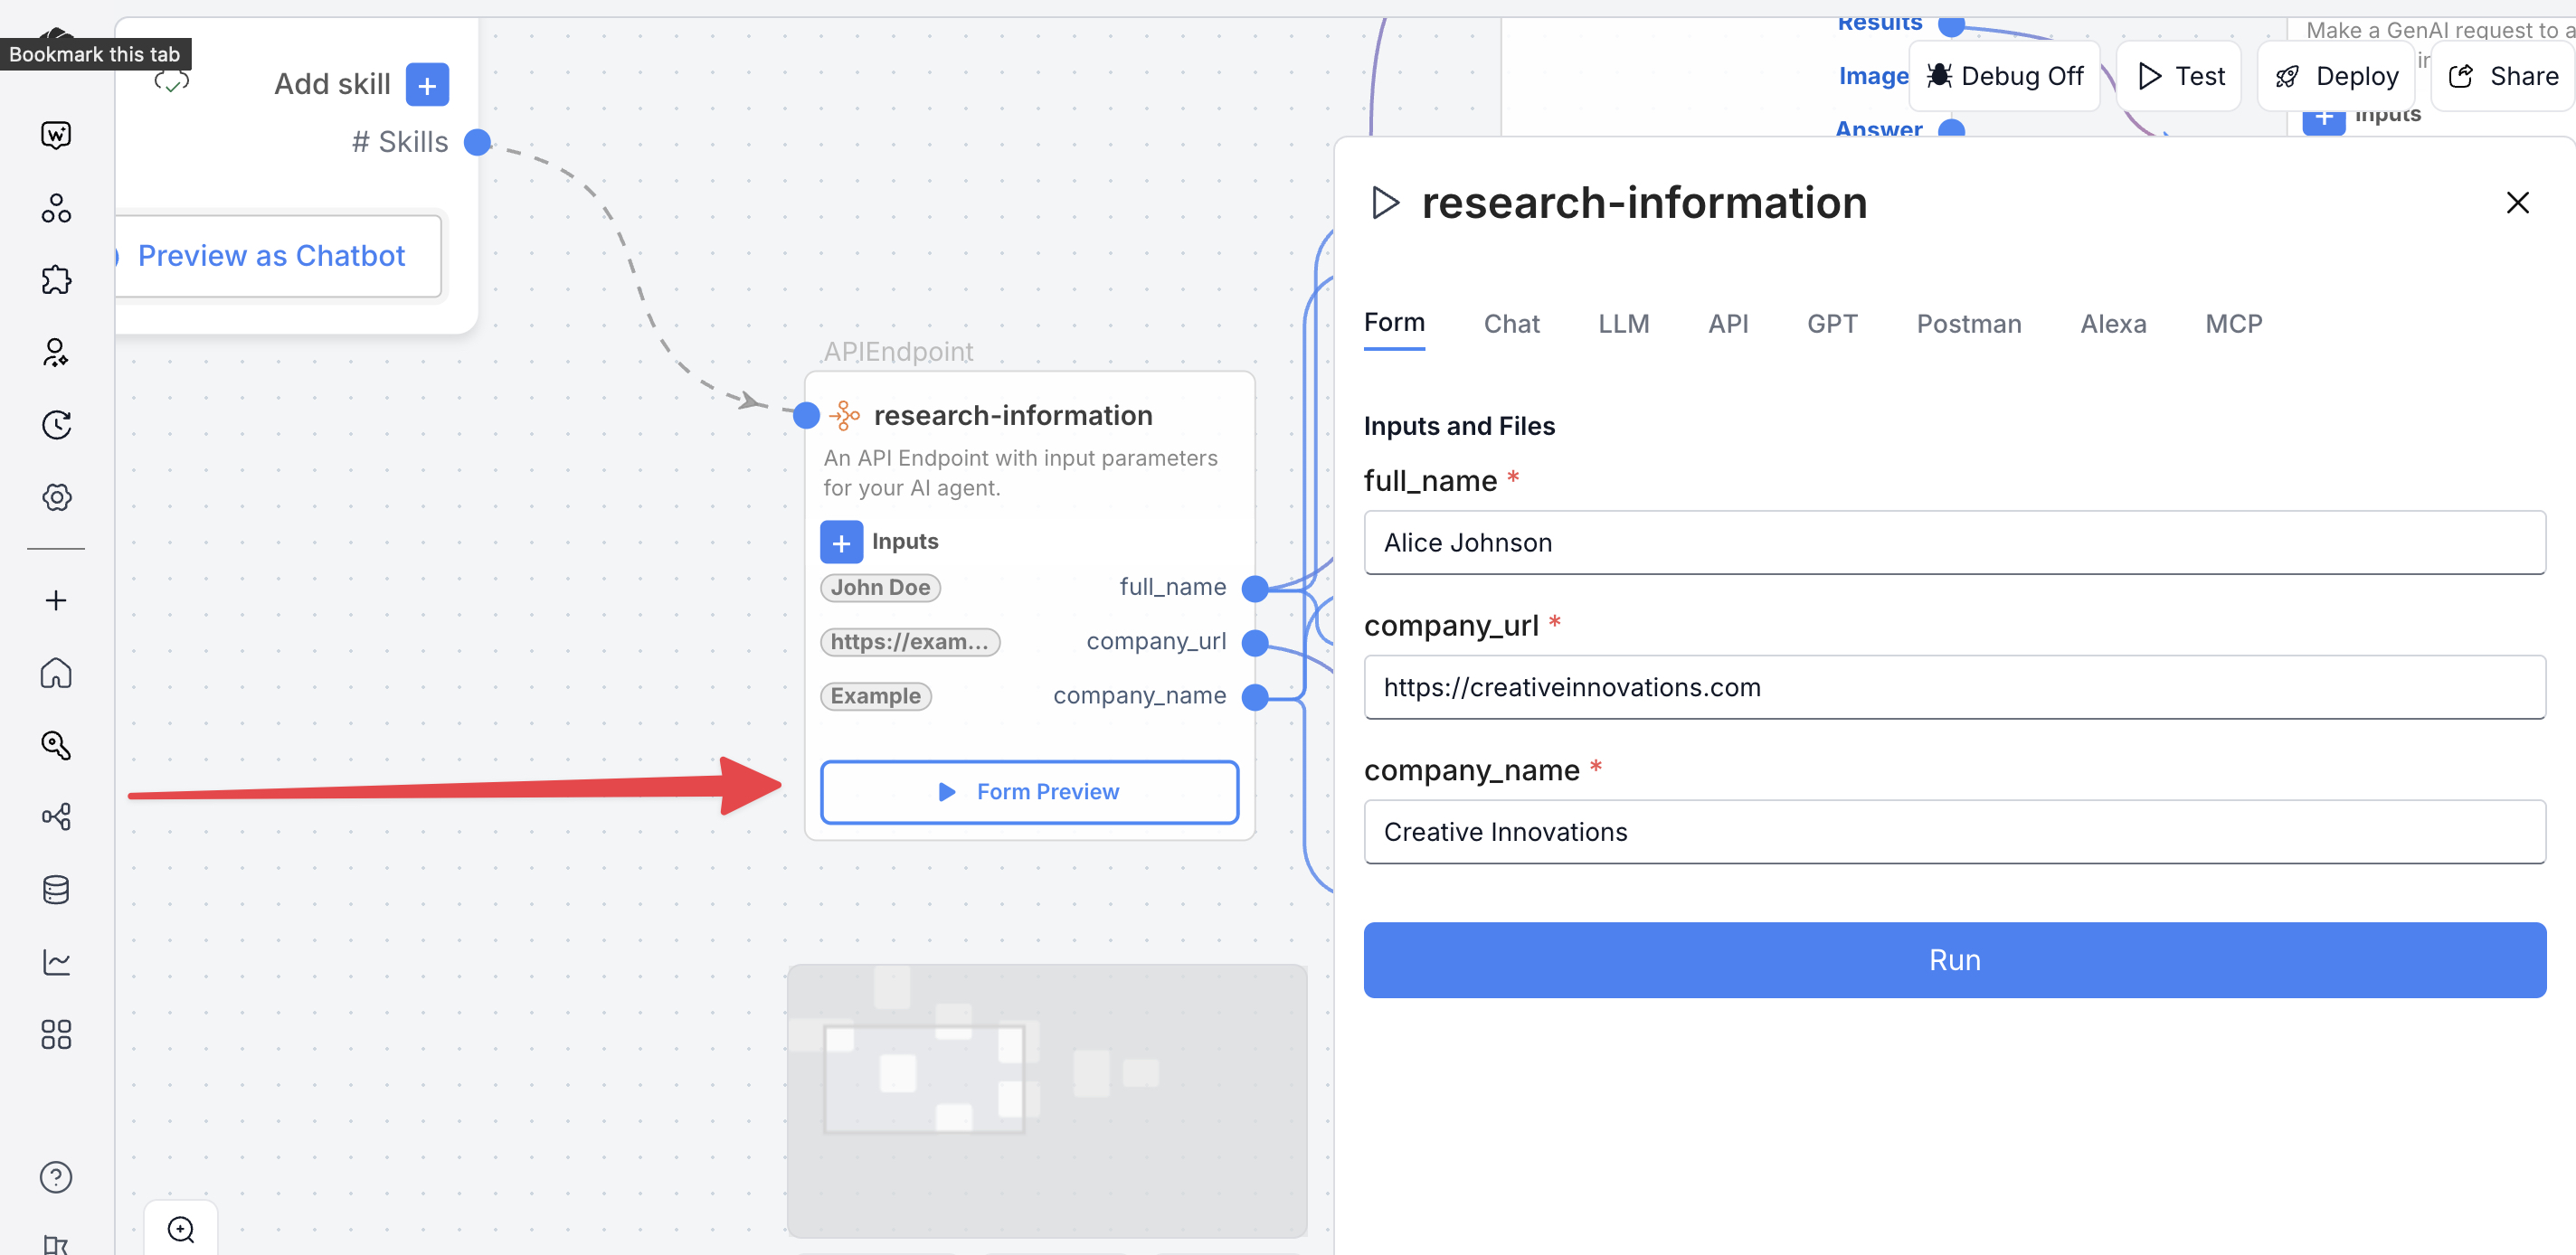 Bookmark this tab
Add skill
# Skills
Preview as Chatbot
APIEndpoint
research-information
An API Endpoint with input parameters
for your AI agent.
Inputs
John Doe
full_name
https://exam...
company_url
Example
company_name
Form Preview
Results
Image
Answer
Make a GenAI request to a
Inputs
Debug Off
Test
Deploy
Share
research-information
Form
Chat
LLM
API
GPT
Postman
Alexa
MCP
Inputs and Files
full_name *
Alice Johnson
company_url *
https://creativeinnovations.com
company_name *
Creative Innovations
Run